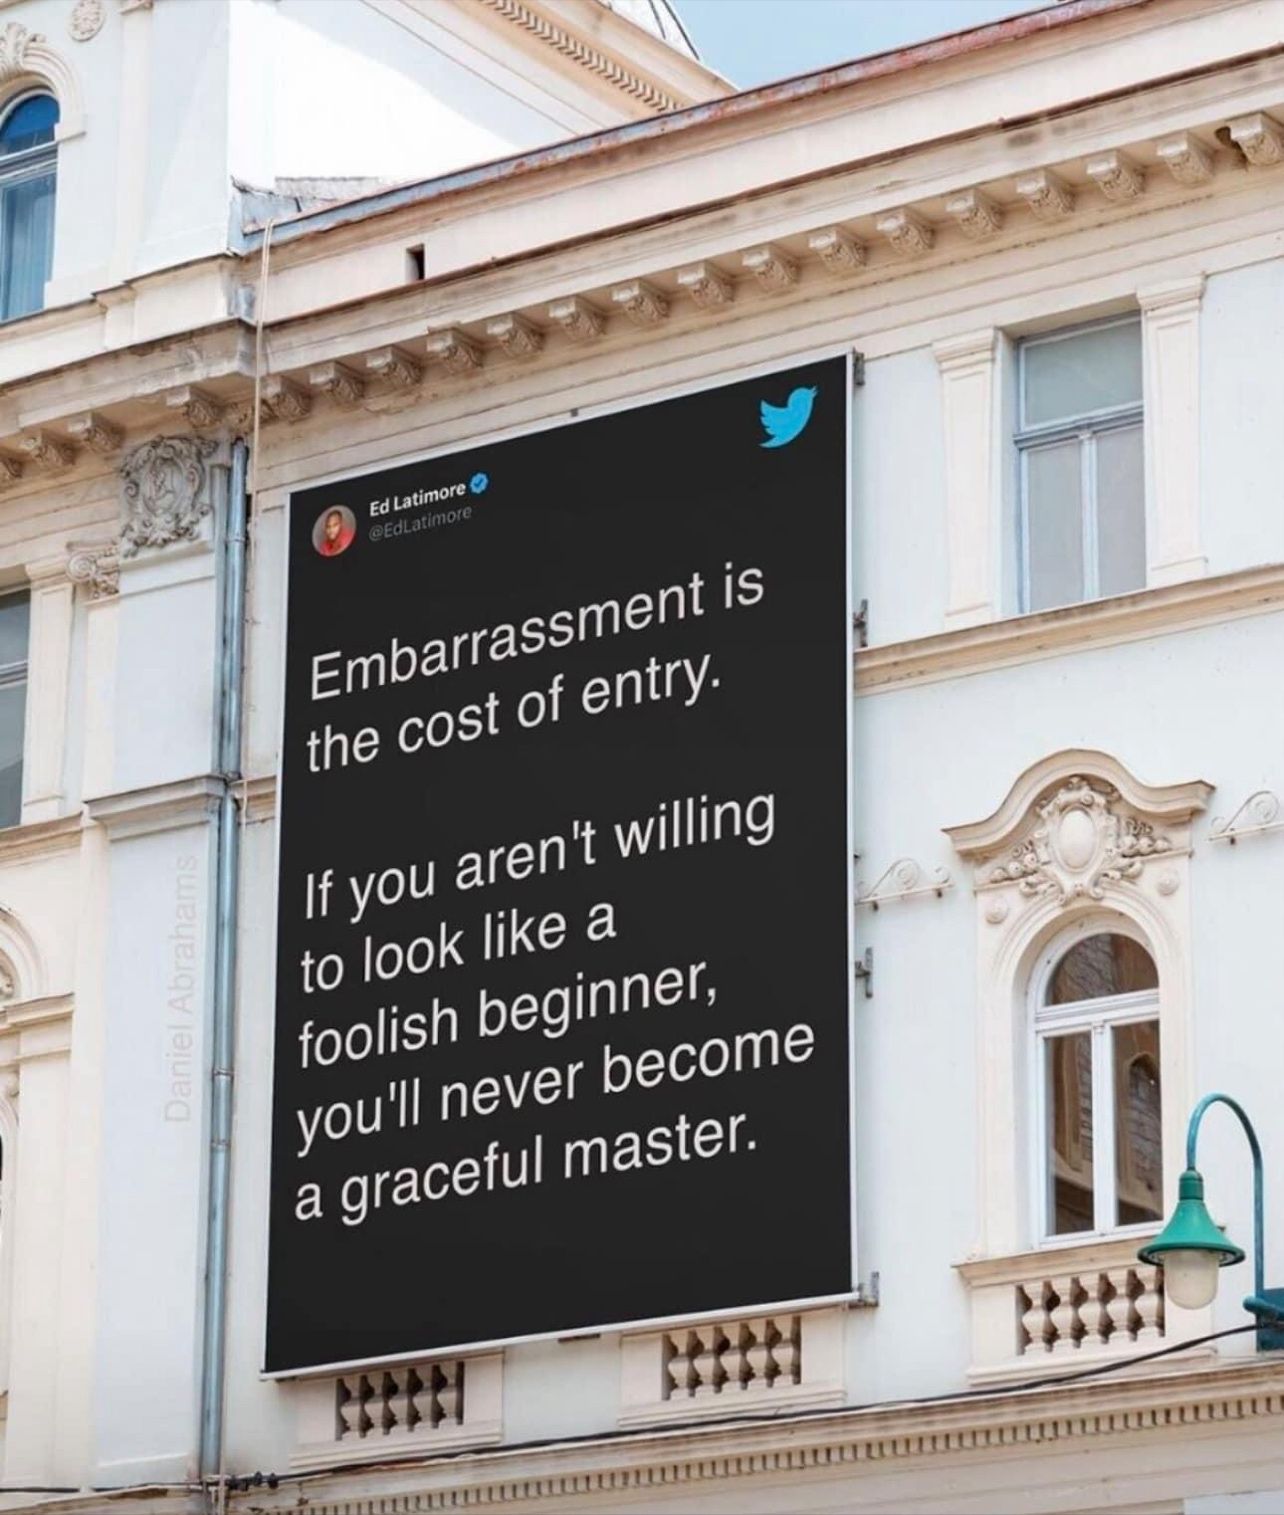 Ed Latimore
@EdLatimore
Embarrassment is
the cost of entry.
If you aren't willing
to look like a
foolish beginner,
you'll never become
a graceful master.
Daniel Abrahams